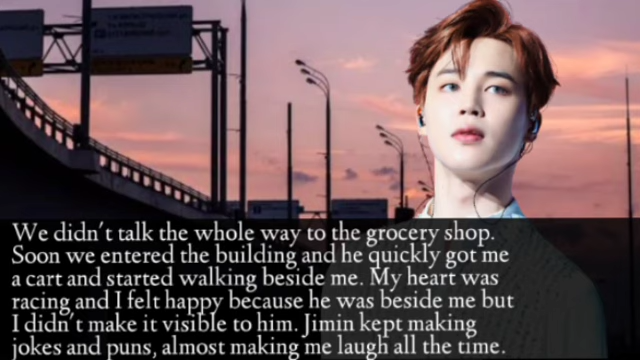 We didn't talk the whole way to the grocery shop.
Soon we entered the building and he quickly got me
a cart and started walking beside me. My heart was
racing and I felt happy because he was beside me but
I didn't make it visible to him. Jimin kept making
jokes and puns, almost making me laugh all the time.